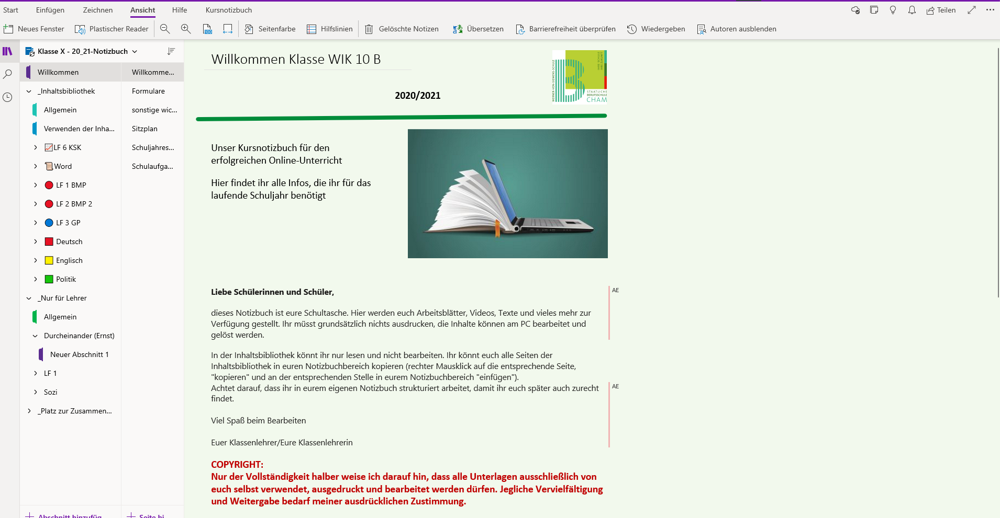 Start Einfügen Zeichnen Ansicht Hilfe Kursnotizbuch Teilen
Neues Fenster Plastischer Reader 100 Seitenfarbe Hilfslinien Gelöschte Notizen Übersetzen Barrierefreiheit überprüfen Wiedergeben Autoren ausblenden
Klasse X - 20_21-Notizbuch
Willkommen
_Inhaltsbibliothek
Allgemein
Verwenden der Inha...
LF 6 KSK
Word
LF 1 BMP
LF 2 BMP 2
LF 3 GP
Deutsch
Englisch
Politik
_Nur für Lehrer
Allgemein
Durcheinander (Ernst)
Neuer Abschnitt 1
LF 1
Sozi
_Platz zur Zusammen...
Abschnitt hinzufüg
Willkomme...
Formulare
sonstige wic...
Sitzplan
Schuljahres...
Schulaufga...
Seite hi
Willkommen Klasse WIK 10 B
WERNER-VON-SIEMENS-SCHULE
IHRE SCHULE
IHRE ZUKUNFT
STAATLICHE
BERUFSSCHULE
CHAM
2020/2021
Unser Kursnotizbuch für den
erfolgreichen Online-Unterricht
Hier findet ihr alle Infos, die ihr für das
laufende Schuljahr benötigt
Liebe Schülerinnen und Schüler,
AE
dieses Notizbuch ist eure Schultasche. Hier werden euch Arbeitsblätter, Videos, Texte und vieles mehr zur
Verfügung gestellt. Ihr müsst grundsätzlich nichts ausdrucken, die Inhalte können am PC bearbeitet und
gelöst werden.
In der Inhaltsbibliothek könnt ihr nur lesen und nicht bearbeiten. Ihr könnt euch alle Seiten der
Inhaltsbibliothek in euren Notizbuchbereich kopieren (rechter Mausklick auf die entsprechende Seite,
"kopieren" und an der entsprechenden Stelle in eurem Notizbuchbereich "einfügen").
Achtet darauf, dass ihr in eurem eigenen Notizbuch strukturiert arbeitet, damit ihr euch später auch zurecht
findet.
AE
Viel Spaß beim Bearbeiten
Euer Klassenlehrer/Eure Klassenlehrerin
COPYRIGHT:
Nur der Vollständigkeit halber weise ich darauf hin, dass alle Unterlagen ausschließlich von
euch selbst verwendet, ausgedruckt und bearbeitet werden dürfen. Jegliche Vervielfältigung
und Weitergabe bedarf meiner ausdrücklichen Zustimmung.